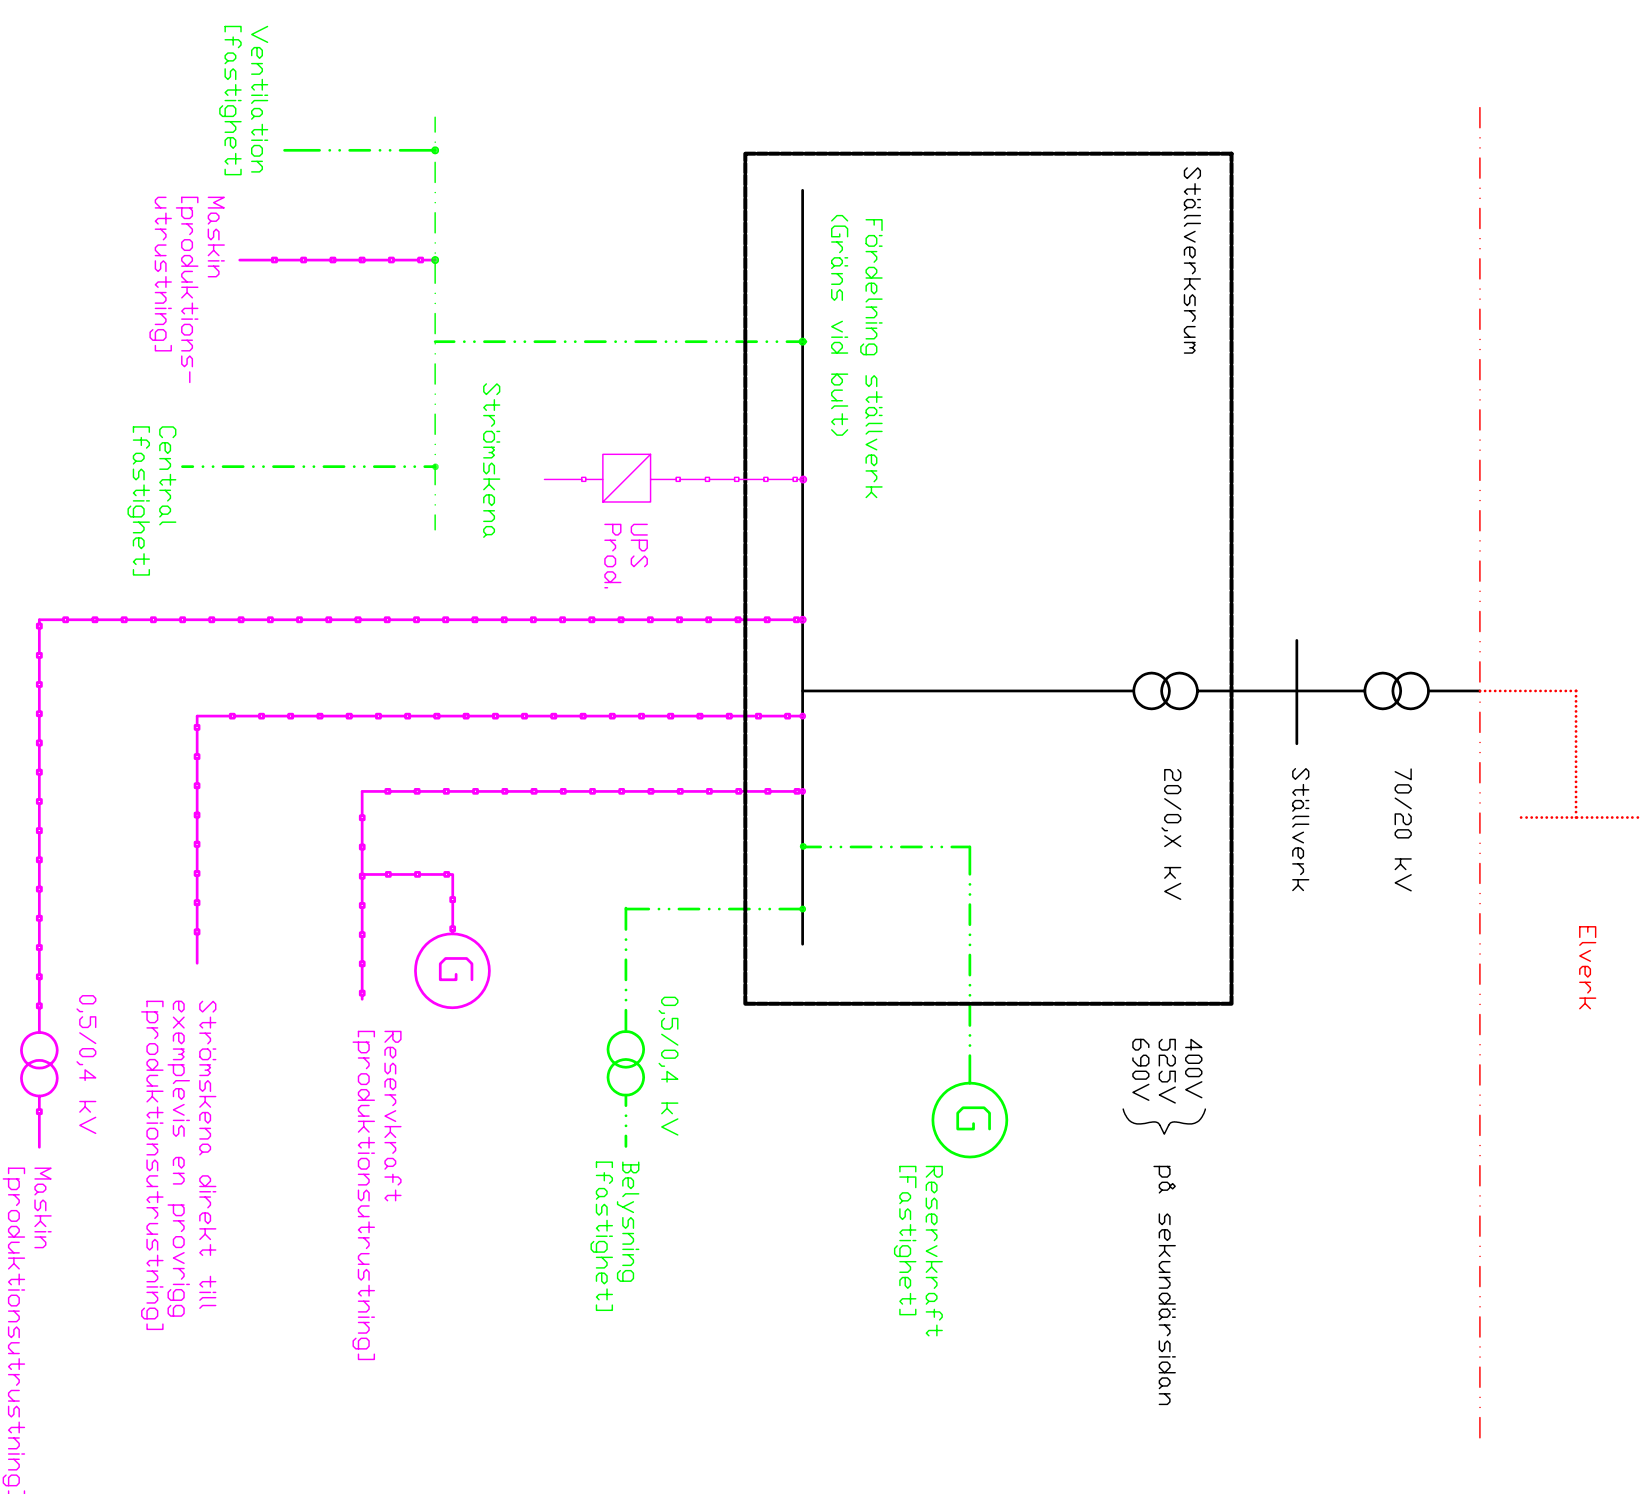 Elverk
70/20 kV
Ställverk
Ställverksrum
20/0,X kV
400V
525V
690V
på sekundärsidan
Fördelning ställverk
(Gräns vid bult)
Reservkraft
[Fastighet]
G
UPS
Prod.
0,5/0,4 kV
Belysning
[fastighet]
Strömskena
G
Reservkraft
[produktionsutrustning]
Ventilation
[fastighet]
Maskin
[produktions-
utrustning]
Central
[fastighet]
Strömskena direkt till
exemplevis en provrigg
[produktionsutrustning]
0,5/0,4 kV
Maskin
[produktionsutrustning]